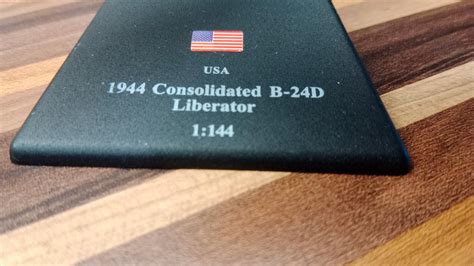 USA
1944 Consolidated B-24D
Liberator
1:144